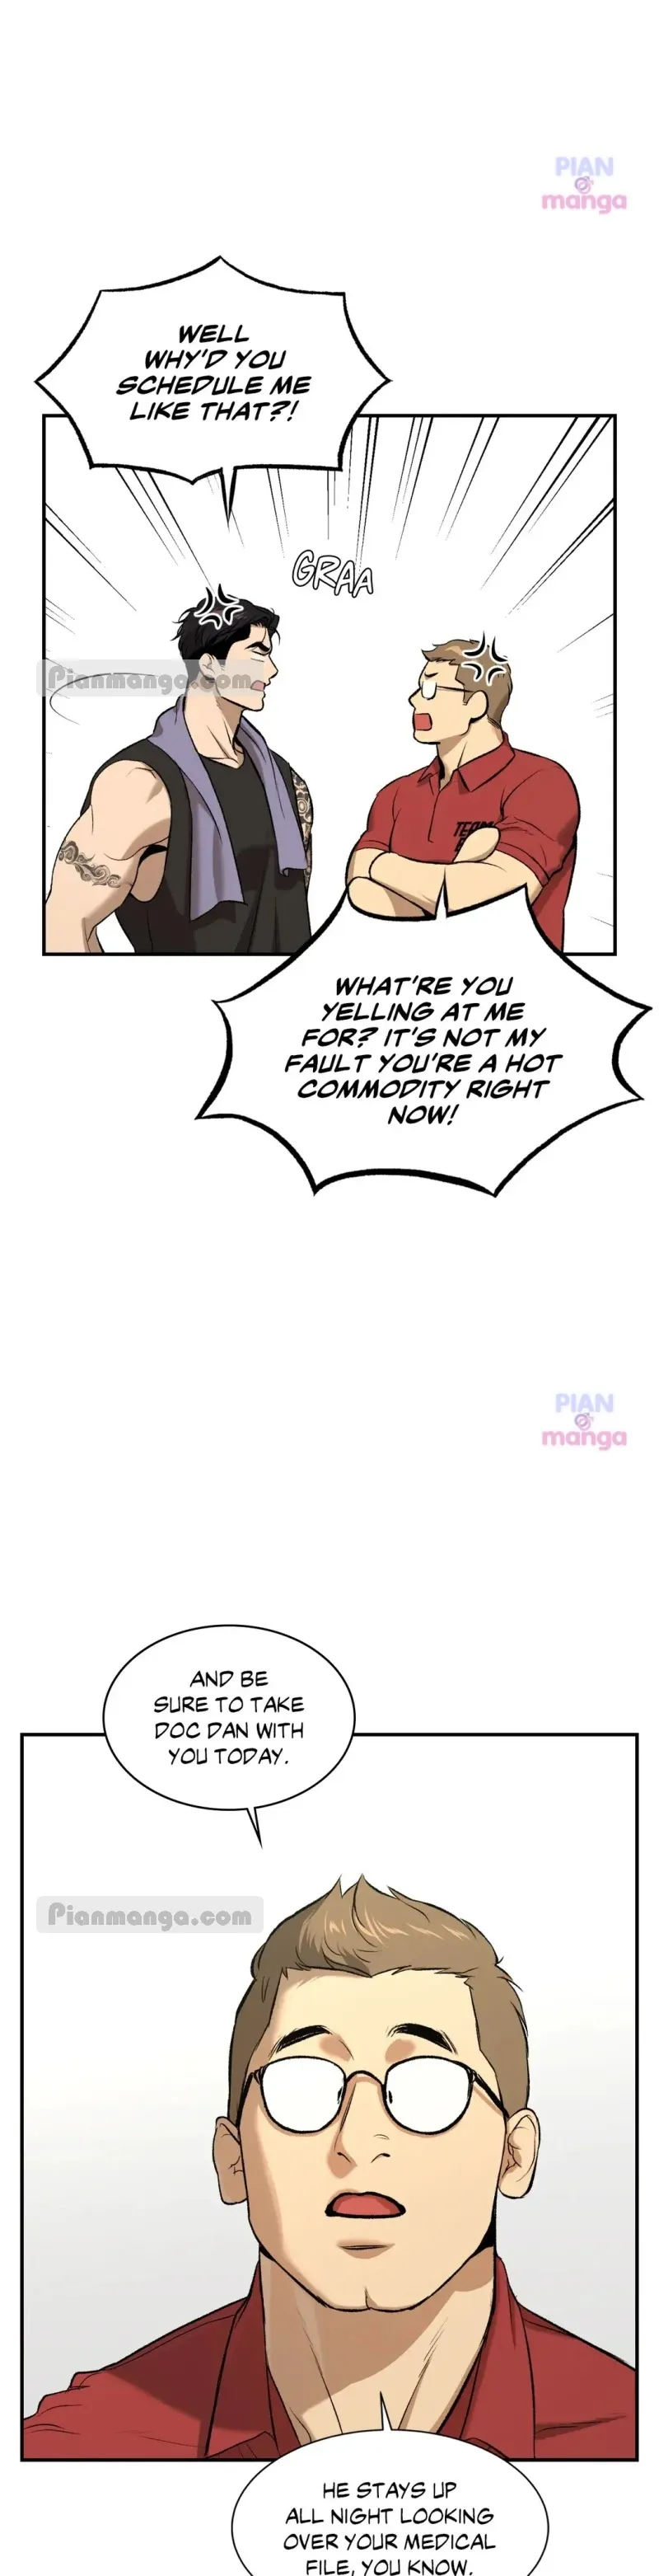 PIAN
manga
WELL
WHY'D YOU
SCHEDULE ME
LIKE THAT?!
GRAA
Pianmanga.com
TEAM
WHAT'RE YOU
YELLING AT ME
FOR? IT'S NOT MY
FAULT YOU'RE A HOT
COMMODITY RIGHT
NOW!
PIAN
manga
AND BE
SURE TO TAKE
DOC DAN WITH
YOU TODAY.
Pianmanga.com
HE STAYS UP
ALL NIGHT LOOKING
OVER YOUR MEDICAL
FILE, YOU KNOW.